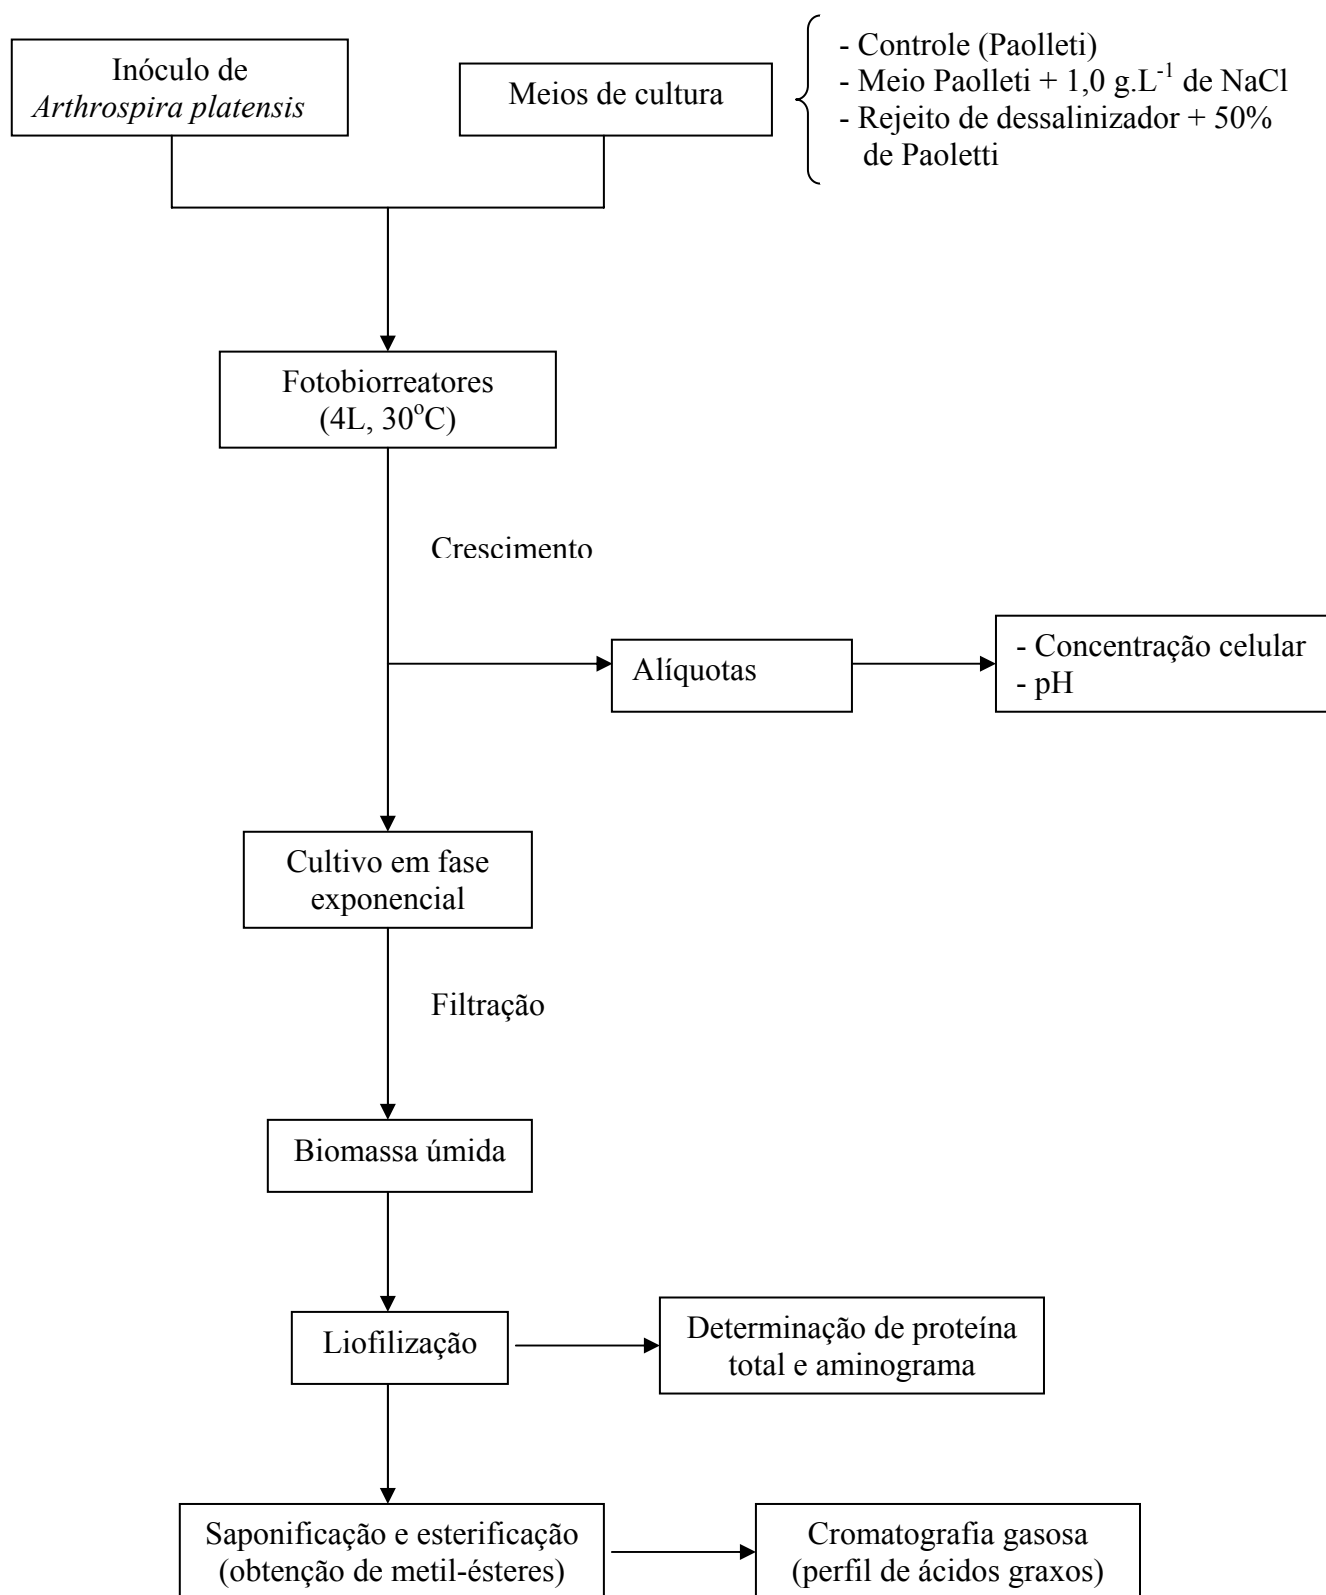 Inóculo de
Arthrospira platensis
Meios de cultura
- Controle (Paolleti)
- Meio Paolleti + 1,0 g.L⁻¹ de NaCl
- Rejeito de dessalinizador + 50%
de Paoletti
Fotobiorreatores
(4L, 30°C)
Crescimento
Alíquotas
- Concentração celular
- pH
Cultivo em fase
exponencial
Filtração
Biomassa úmida
Liofilização
Determinação de proteína
total e aminograma
Saponificação e esterificação
(obtenção de metil-ésteres)
Cromatografia gasosa
(perfil de ácidos graxos)